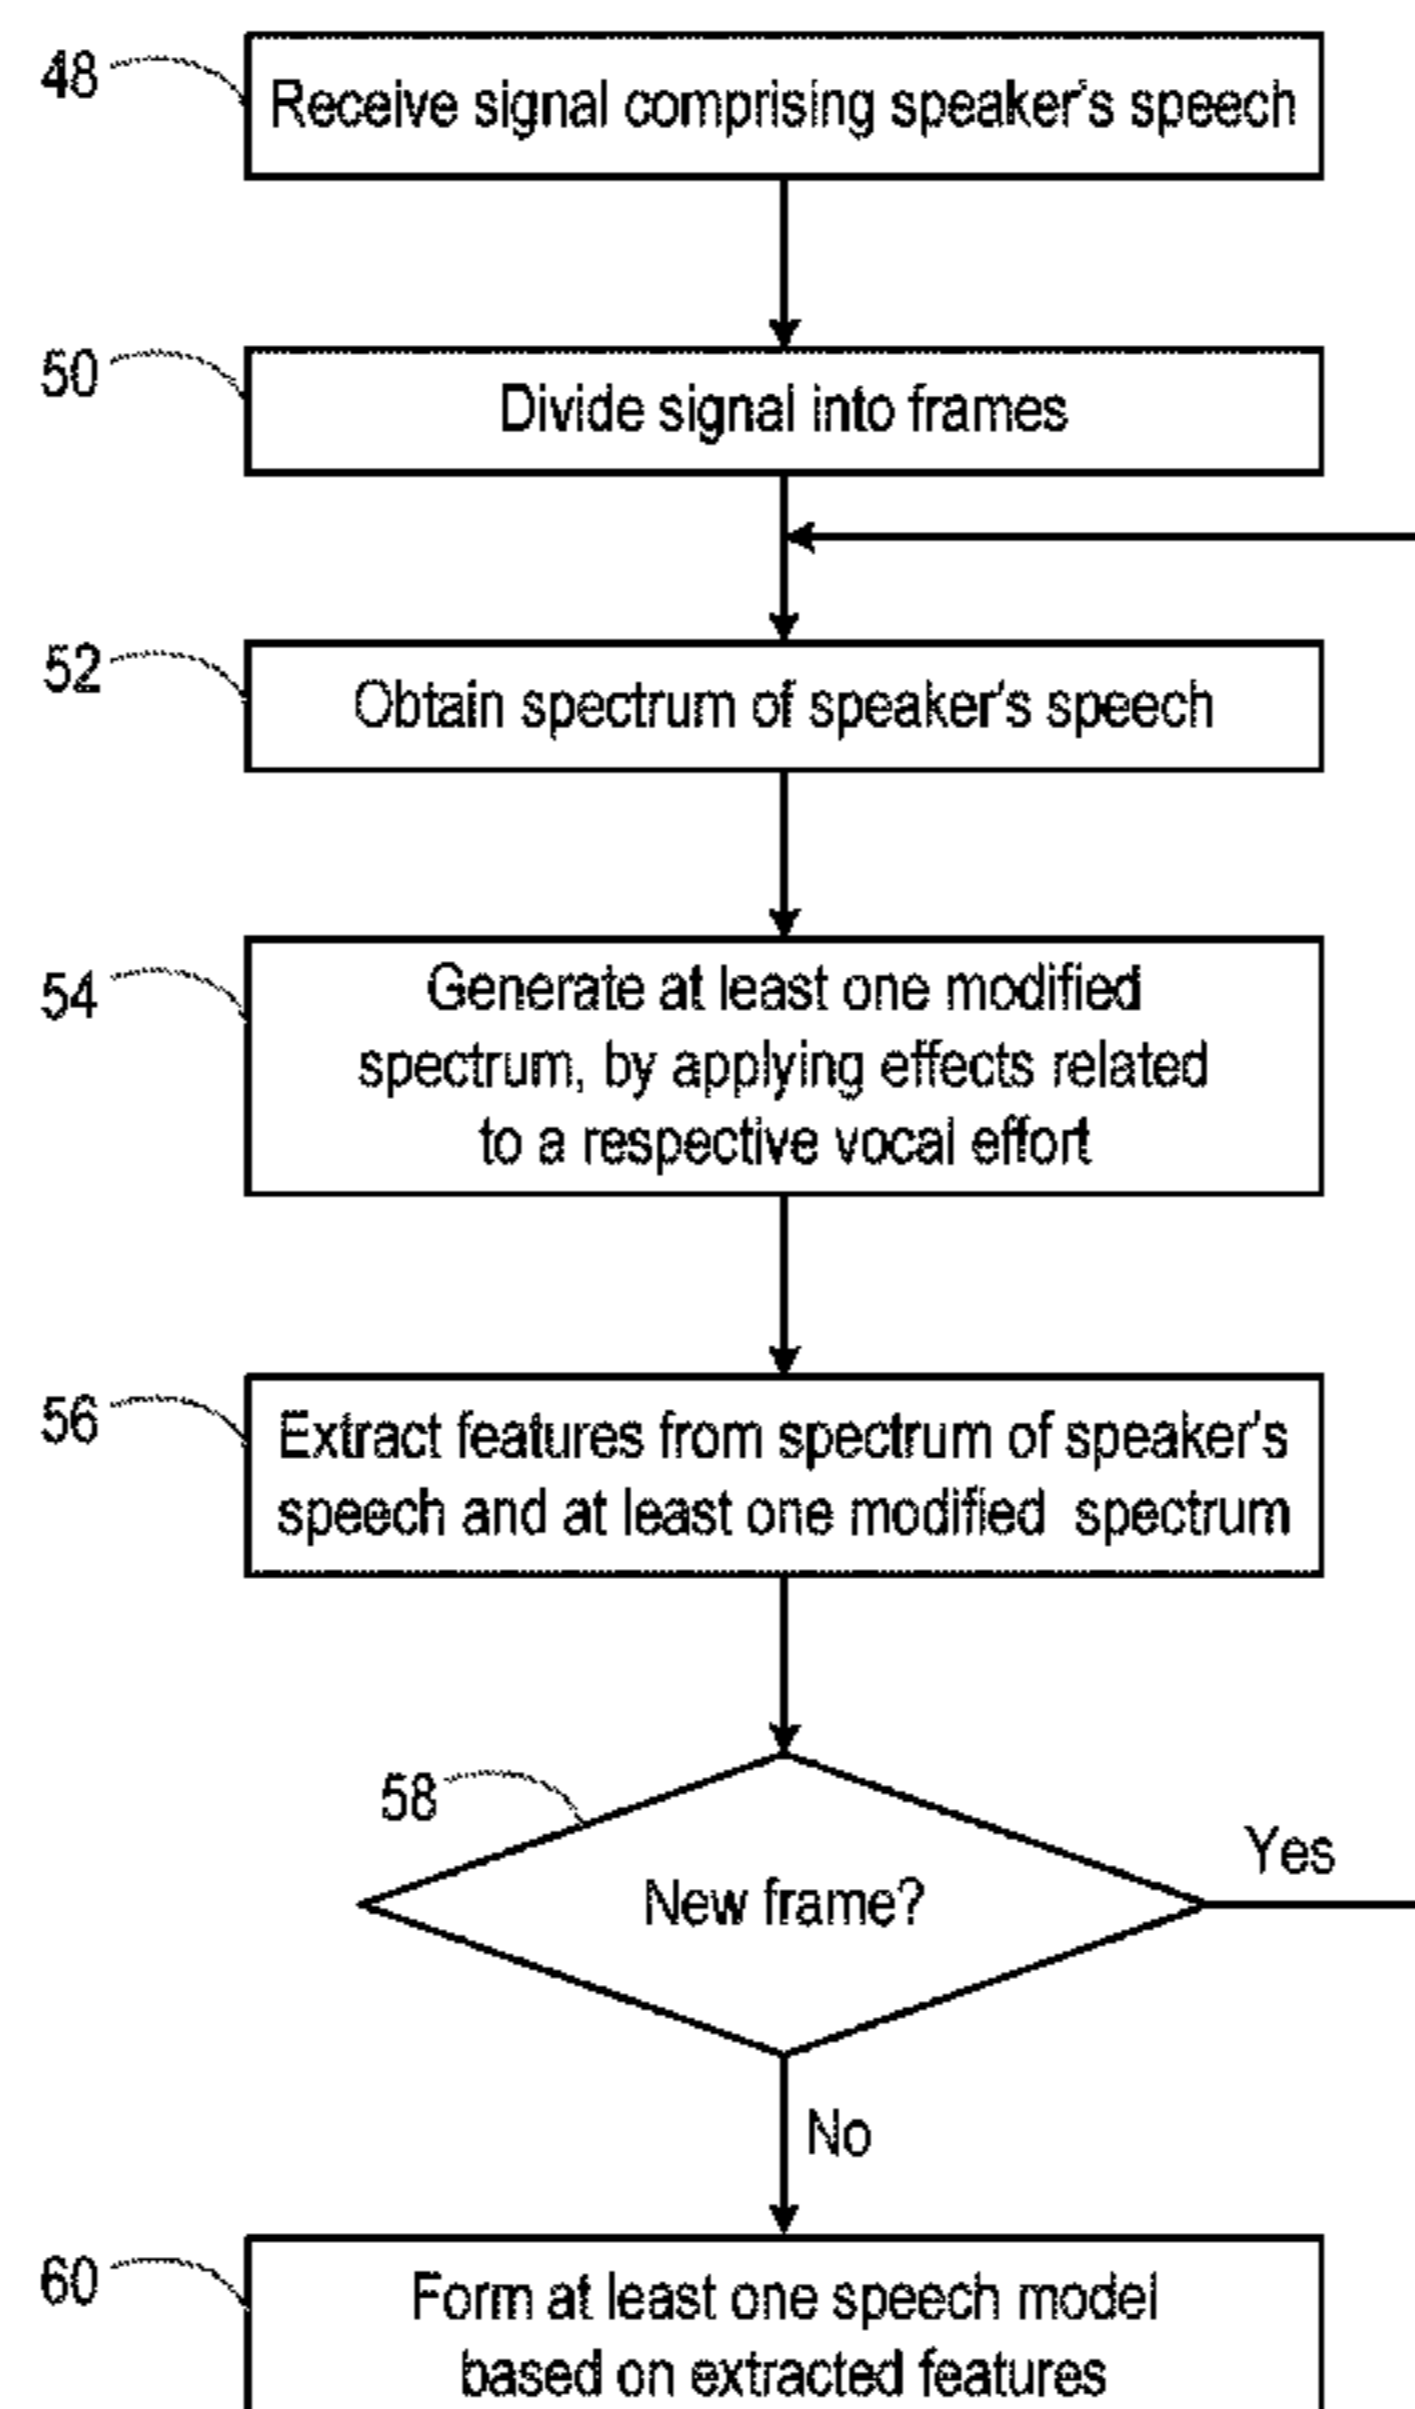 48
Receive signal comprising speaker's speech
50
Divide signal into frames
52
Obtain spectrum of speaker's speech
54
Generate at least one modified
spectrum, by applying effects related
to a respective vocal effort
56
Extract features from spectrum of speaker's
speech and at least one modified spectrum
58
New frame?
Yes
No
60
Form at least one speech model
based on extracted features